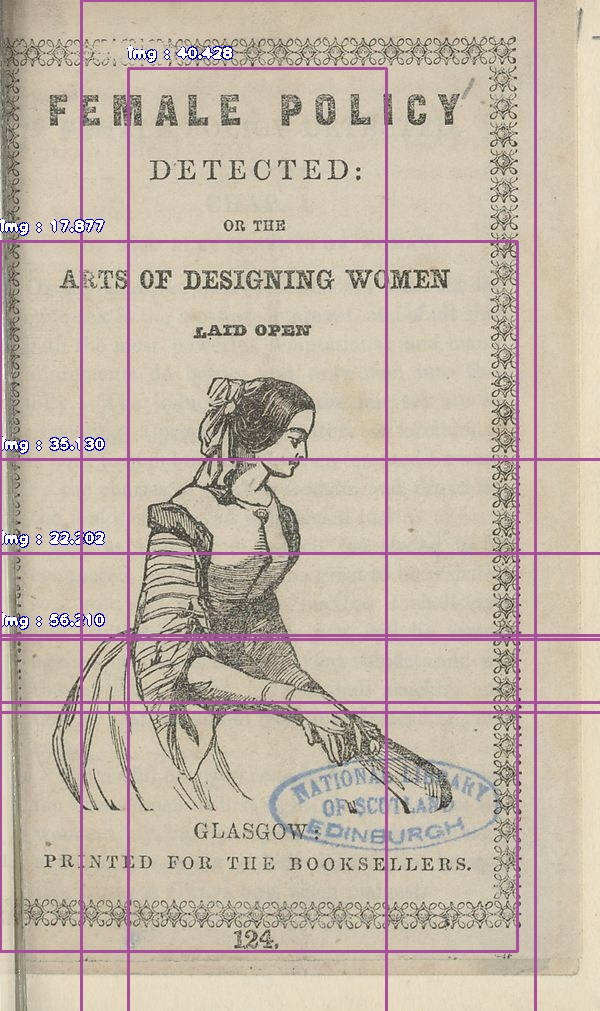 FEMALE POLICY
DETECTED:
OR THE
ARTS OF DESIGNING WOMEN
LAID OPEN
NATIONAL LIBRARY
OF SCOTLAND
EDINBURGH
GLASGOW:
PRINTED FOR THE BOOKSELLERS.
124.
img : 40.428
img : 17.877
img : 35.130
img : 22.202
img : 56.210